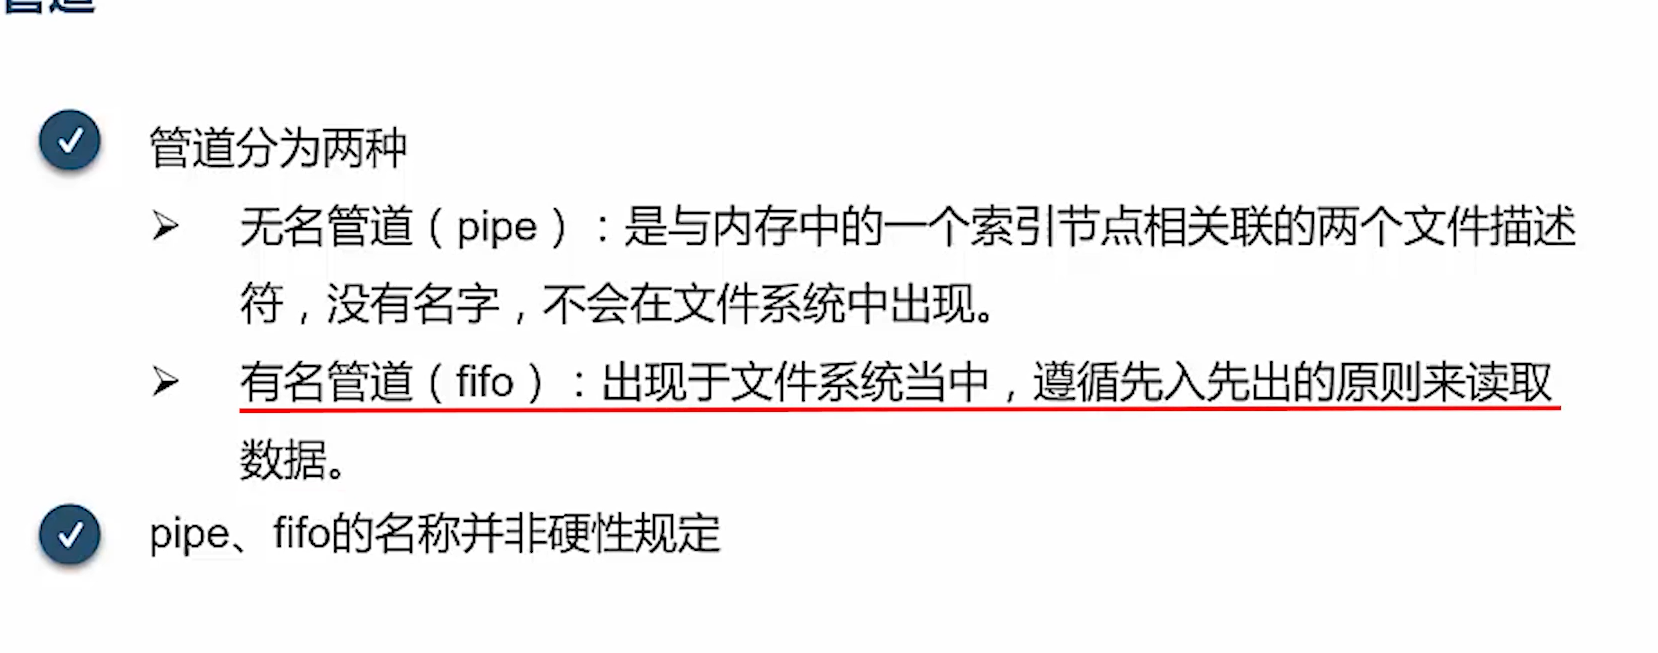 管道
管道分为两种
无名管道（pipe）：是与内存中的一个索引节点相关联的两个文件描述
符，没有名字，不会在文件系统中出现。
有名管道（fifo）：出现于文件系统当中，遵循先入先出的原则来读取
数据。
pipe、fifo的名称并非硬性规定